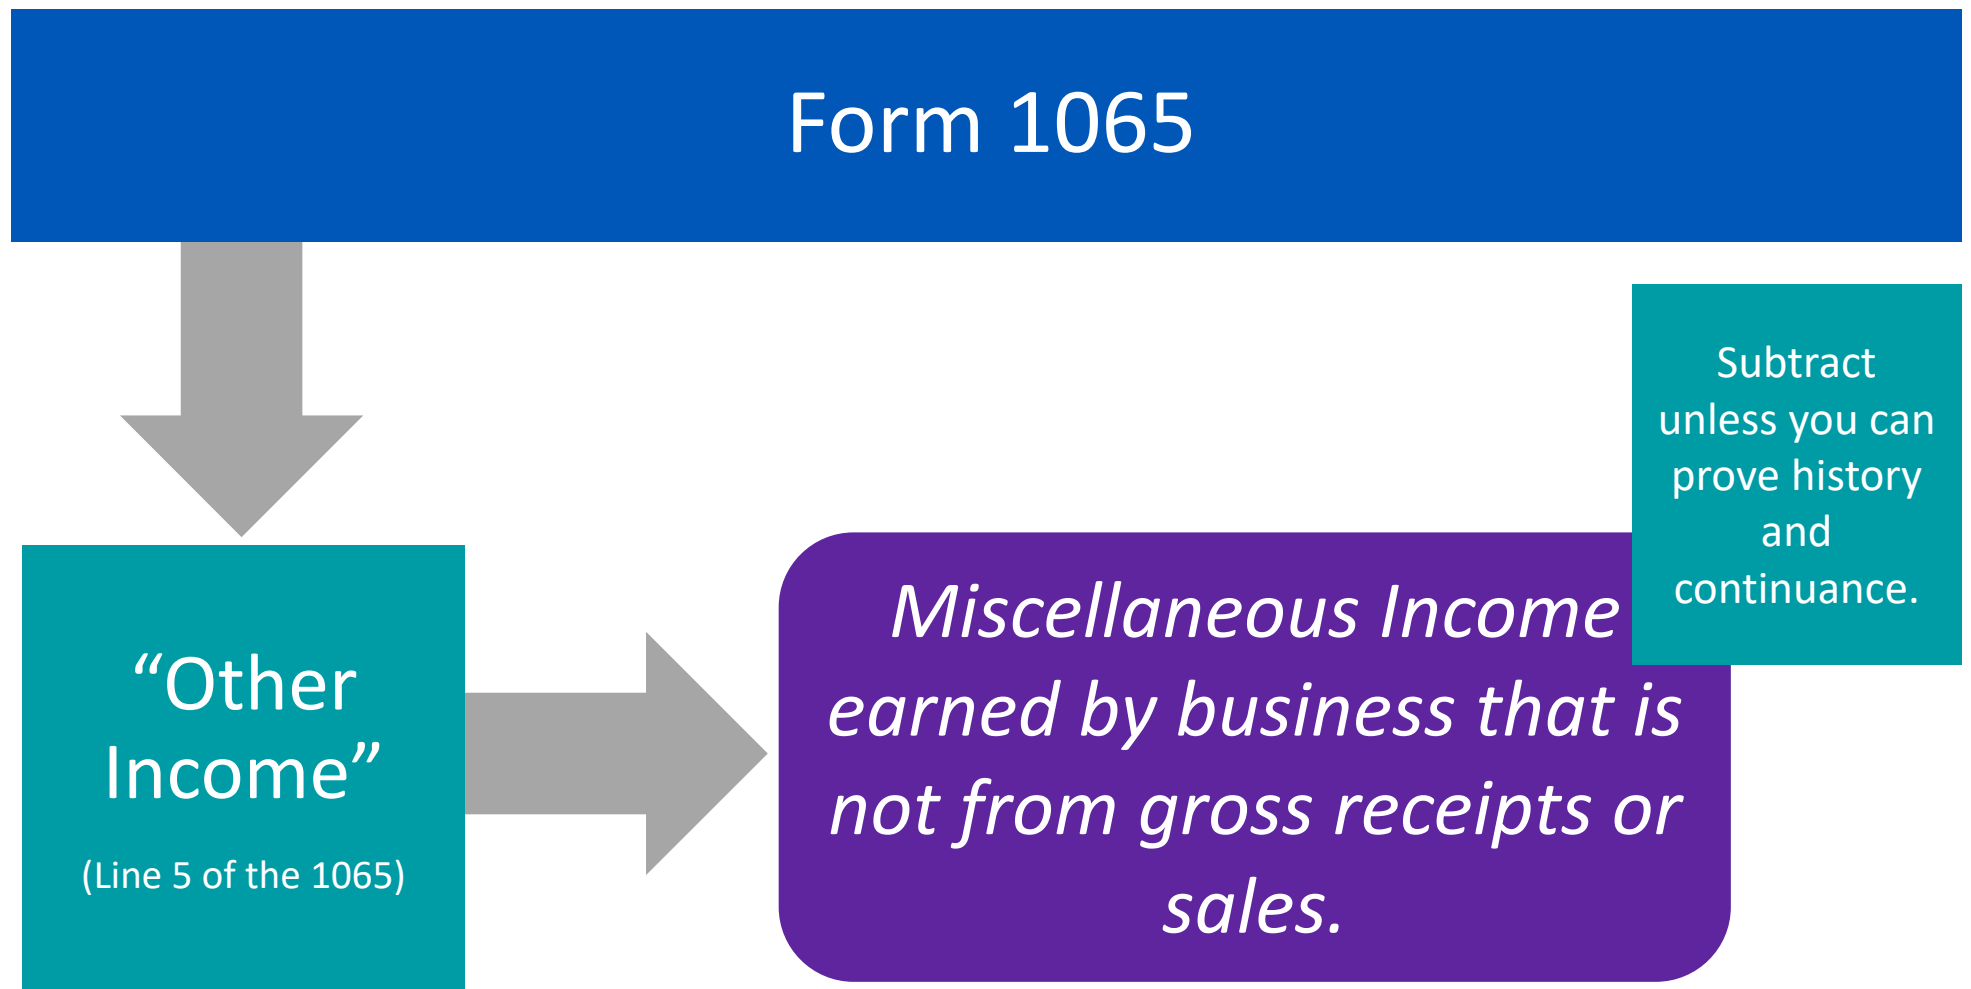 Form 1065
“Other
Income”
(Line 5 of the 1065)
Miscellaneous Income
earned by business that is
not from gross receipts or
sales.
Subtract
unless you can
prove history
and
continuance.